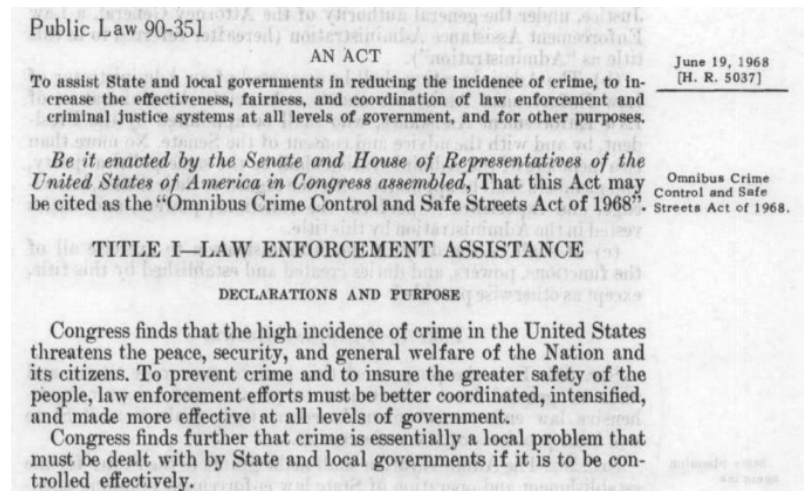 Public Law 90-351
AN ACT
June 19, 1968
[H. R. 5037]
To assist State and local governments in reducing the incidence of crime, to in-
crease the effectiveness, fairness, and coordination of law enforcement and
criminal justice systems at all levels of government, and for other purposes.
Be it enacted by the Senate and House of Representatives of the
United States of America in Congress assembled, That this Act may
be cited as the “Omnibus Crime Control and Safe Streets Act of 1968”.
Omnibus Crime
Control and Safe
Streets Act of 1968.
TITLE I—LAW ENFORCEMENT ASSISTANCE
DECLARATIONS AND PURPOSE
Congress finds that the high incidence of crime in the United States
threatens the peace, security, and general welfare of the Nation and
its citizens. To prevent crime and to insure the greater safety of the
people, law enforcement efforts must be better coordinated, intensified,
and made more effective at all levels of government.
Congress finds further that crime is essentially a local problem that
must be dealt with by State and local governments if it is to be con-
trolled effectively.